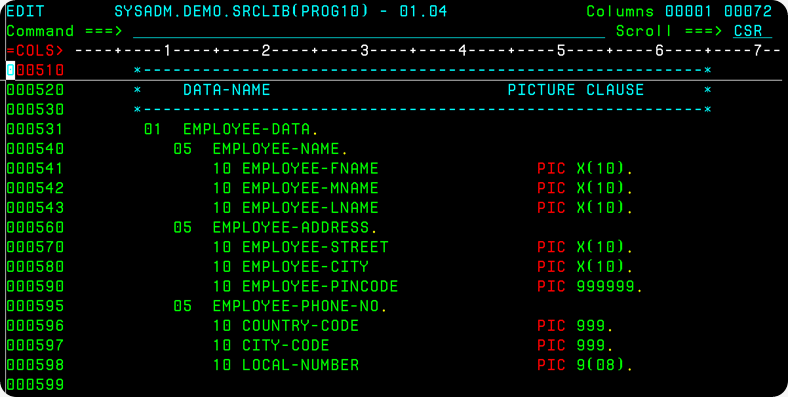 EDIT       SYSADM.DEMO.SRCLIB(PROG10) - 01.04              Columns 00001 00072
Command ===>                                                  Scroll ===> CSR
=COLS> ----+----1----+----2----+----3----+----4----+----5----+----6----+----7--
000510       *---------------------------------------------------------*
000520       *    DATA-NAME                        PICTURE CLAUSE      *
000530       *---------------------------------------------------------*
000531        01  EMPLOYEE-DATA.
000540           05  EMPLOYEE-NAME.
000541               10 EMPLOYEE-FNAME                PIC X(10).
000542               10 EMPLOYEE-MNAME                PIC X(10).
000543               10 EMPLOYEE-LNAME                PIC X(10).
000560           05  EMPLOYEE-ADDRESS.
000570               10 EMPLOYEE-STREET               PIC X(10).
000580               10 EMPLOYEE-CITY                 PIC X(10).
000590               10 EMPLOYEE-PINCODE              PIC 999999.
000595           05  EMPLOYEE-PHONE-NO.
000596               10 COUNTRY-CODE                  PIC 999.
000597               10 CITY-CODE                     PIC 999.
000598               10 LOCAL-NUMBER                  PIC 9(08).
000599